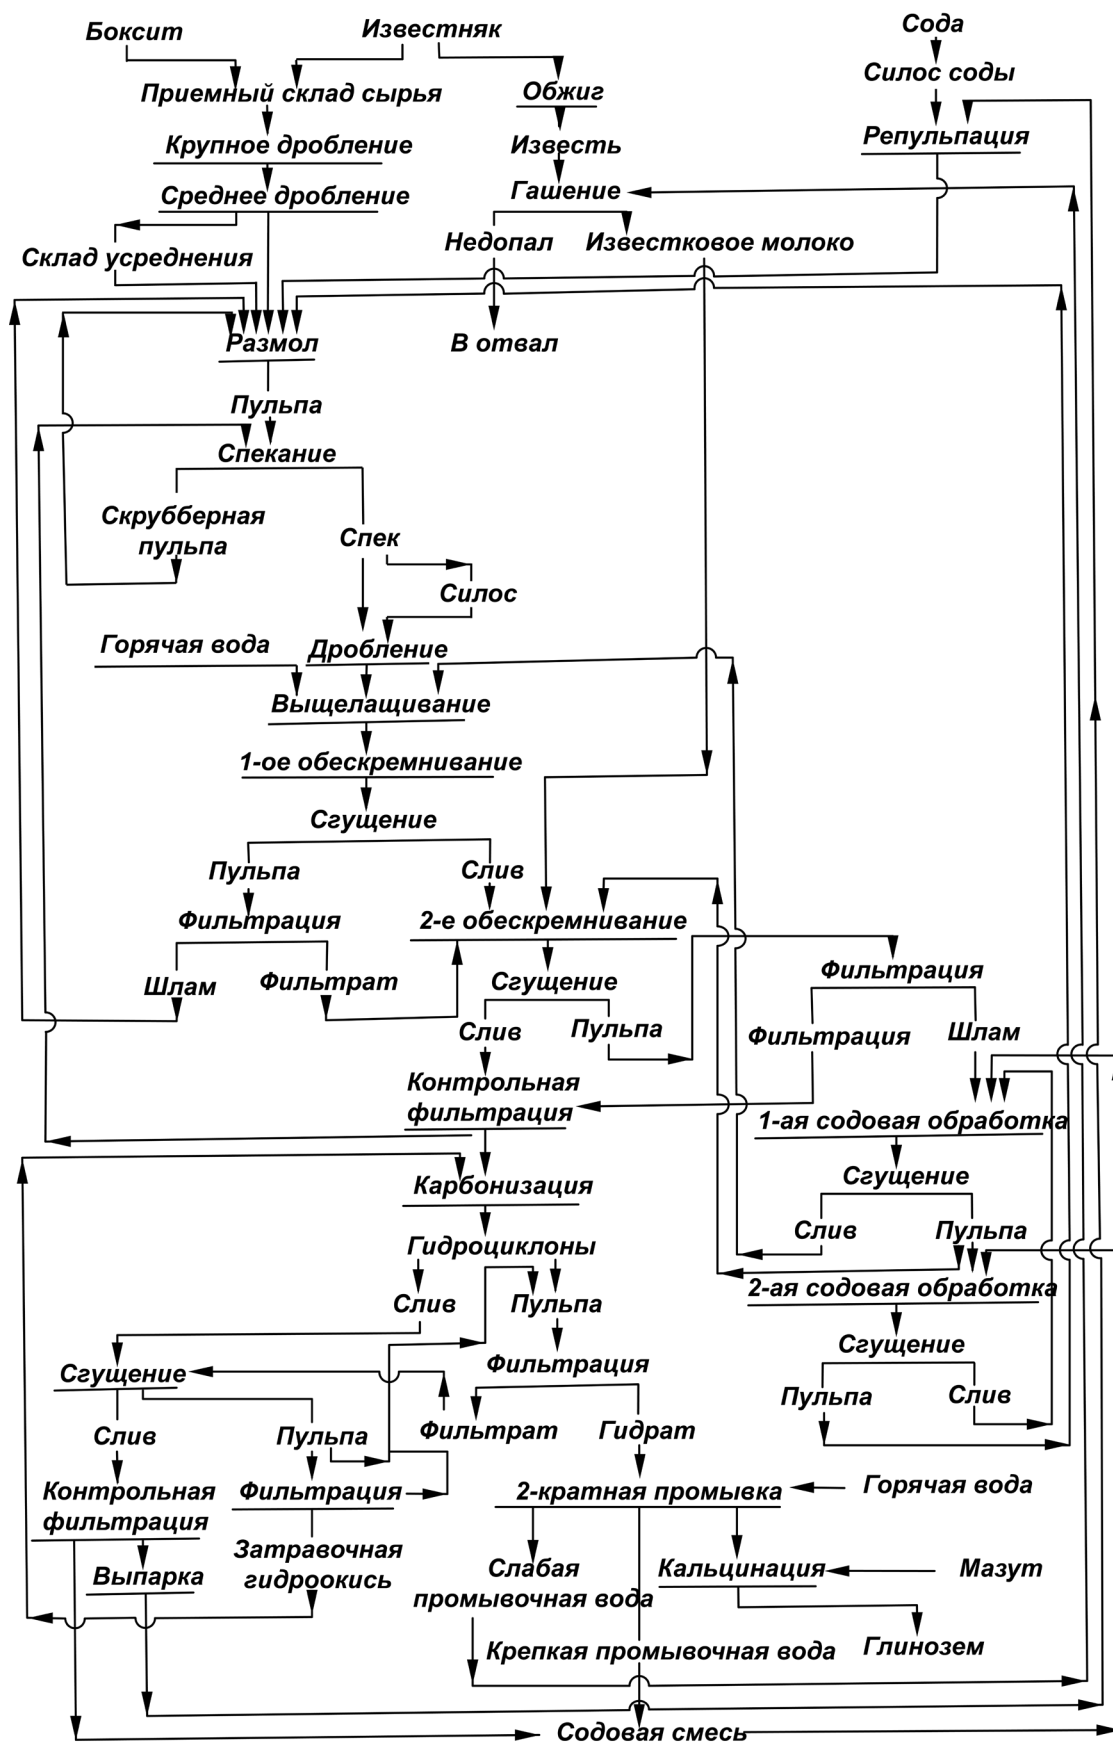 Боксит
Известняк
Сода
Силос соды
Приемный склад сырья
Обжиг
Репульпация
Крупное дробление
Известь
Среднее дробление
Гашение
Склад усреднения
Недопал
Известковое молоко
Размол
В отвал
Пульпа
Спекание
Скрубберная
пульпа
Спек
Силос
Горячая вода
Дробление
Выщелащивание
1-ое обескремнивание
Сгущение
Пульпа
Слив
Фильтрация
2-е обескремнивание
Шлам
Фильтрат
Сгущение
Фильтрация
Слив
Пульпа
Фильтрация
Шлам
Контрольная
фильтрация
1-ая содовая обработка
Карбонизация
Сгущение
Слив
Пульпа
Гидроциклоны
2-ая содовая обработка
Слив
Пульпа
Сгущение
Сгущение
Фильтрация
Пульпа
Слив
Слив
Пульпа
Фильтрат
Гидрат
Контрольная
фильтрация
Фильтрация
2-кратная промывка
Горячая вода
Выпарка
Затравочная
гидроокись
Слабая
промывочная вода
Кальцинация
Мазут
Крепкая промывочная вода
Глинозем
Содовая смесь